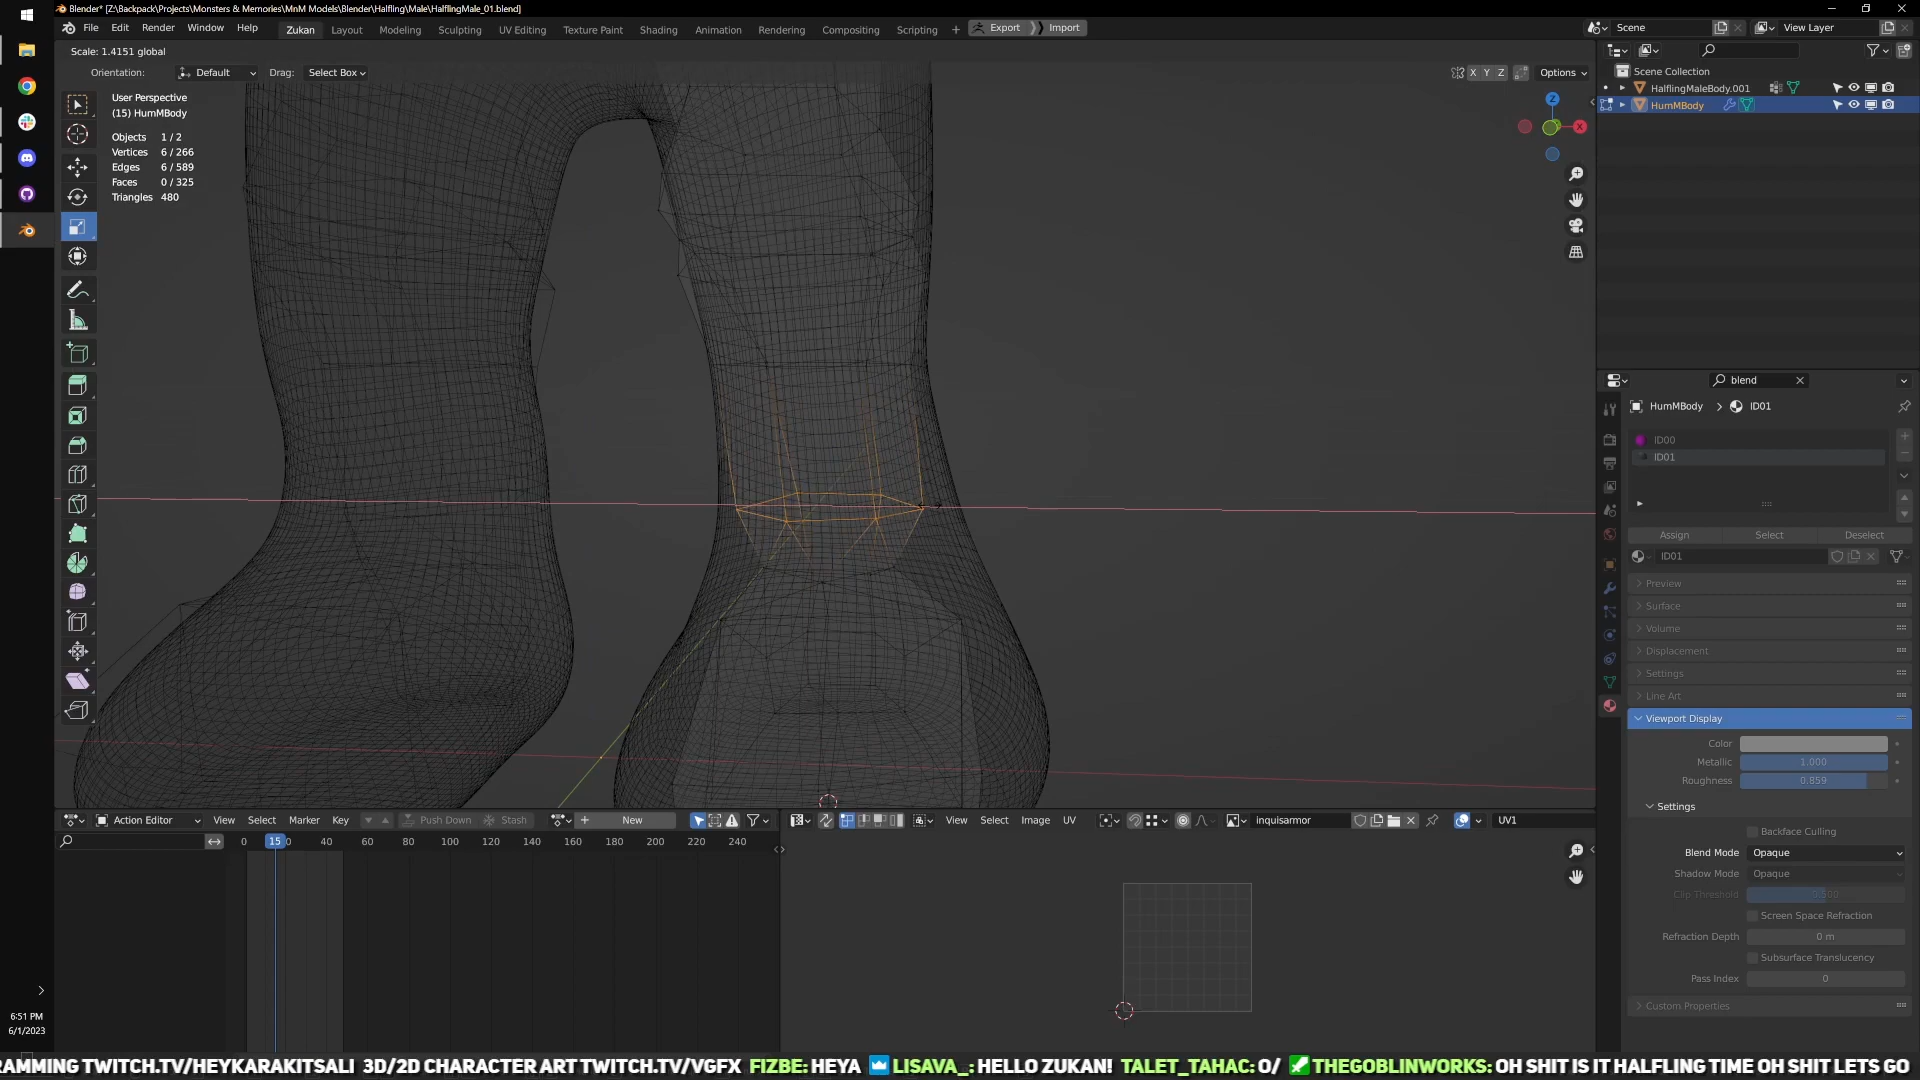 Blender* [Z:\Backpack\Projects\Monsters & Memories\MnM Models\Blender\Halfling\Male\HalflingMale_01.blend]
File Edit Render Window Help Zukan Layout Modeling Sculpting UV Editing Texture Paint Shading Animation Rendering Compositing Scripting + Export Import Scene View Layer
Scale: 1.4151 global
Orientation: Default Drag: Select Box X Y Z Options
User Perspective
(15) HumMBody
Objects 1 / 2
Vertices 6 / 266
Edges 6 / 589
Faces 0 / 325
Triangles 480
Z
X
Scene Collection
HalflingMaleBody.001
HumMBody
blend
HumMBody > ID01
ID00
ID01
Assign Select Deselect
ID01
Preview
Surface
Volume
Displacement
Settings
Line Art
Viewport Display
Color
Metallic 1.000
Roughness 0.859
Settings
Backface Culling
Blend Mode Opaque
Shadow Mode Opaque
Clip Threshold 0.500
Screen Space Refraction
Refraction Depth 0 m
Subsurface Translucency
Pass Index 0
Custom Properties
Action Editor View Select Marker Key Push Down Stash New
0 15 40 60 80 100 120 140 160 180 200 220 240
View Select Image UV inquisarmor UV1
6:51 PM
6/1/2023
RAMMING TWITCH.TV/HEYKARAKITSALI 3D/2D CHARACTER ART TWITCH.TV/VGFX FIZBE: HEYA LISAVA_: HELLO ZUKAN! TALET_TAHAC: O/ THEGOBLINWORKS: OH SHIT IS IT HALFLING TIME OH SHIT LETS GO